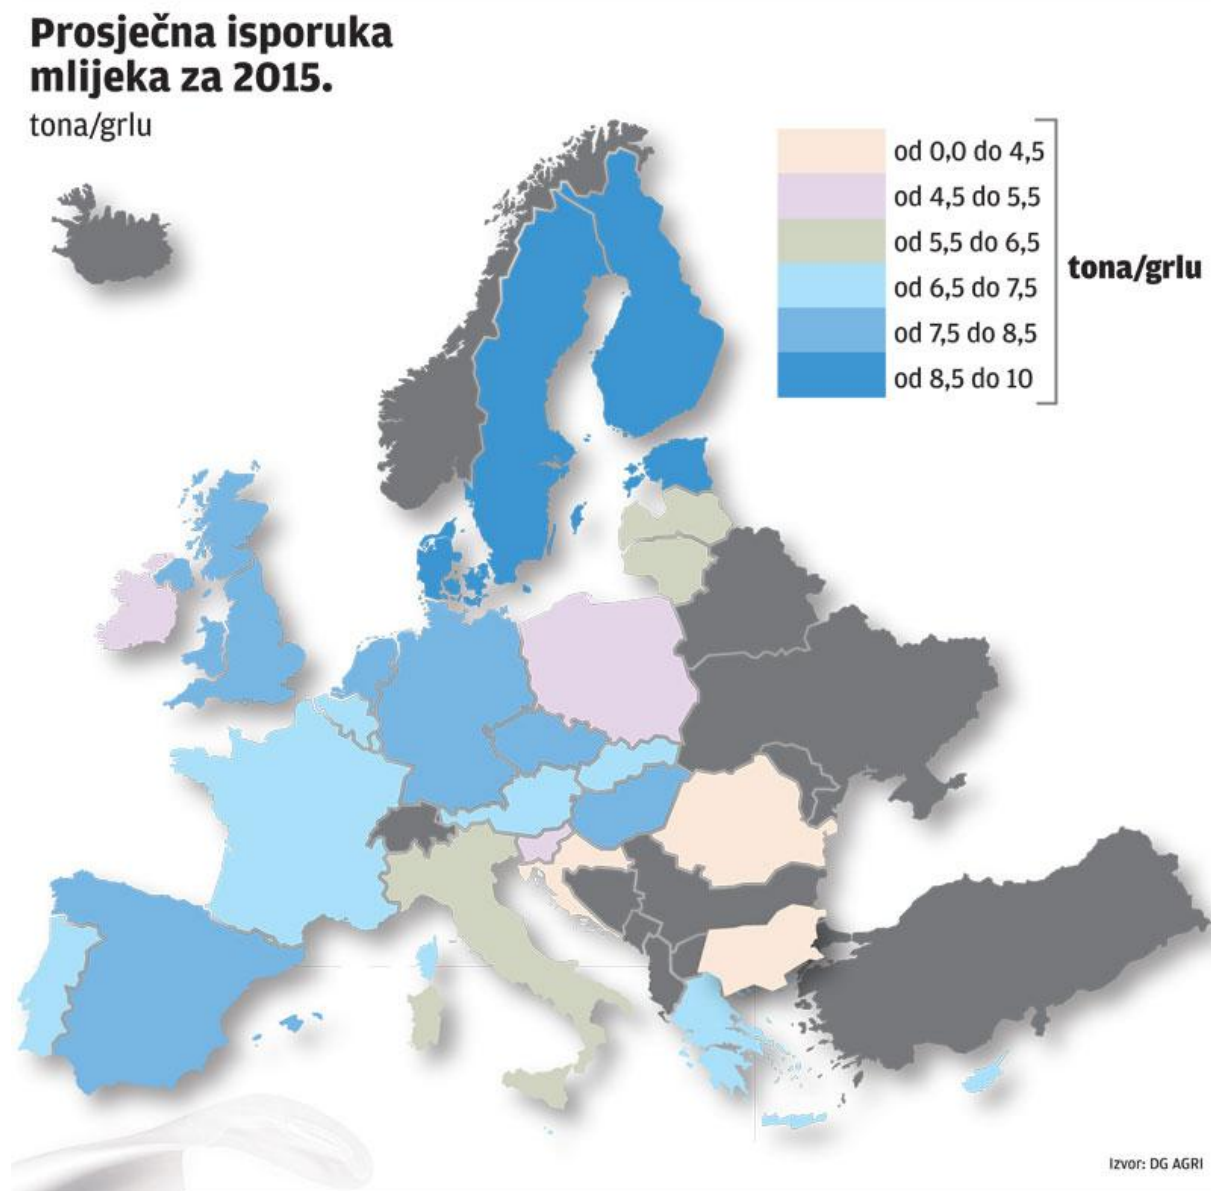 Prosječna isporuka
mlijeka za 2015.
tona/grlu
od 0,0 do 4,5
od 4,5 do 5,5
od 5,5 do 6,5
od 6,5 do 7,5
od 7,5 do 8,5
od 8,5 do 10
tona/grlu
Izvor: DG AGRI